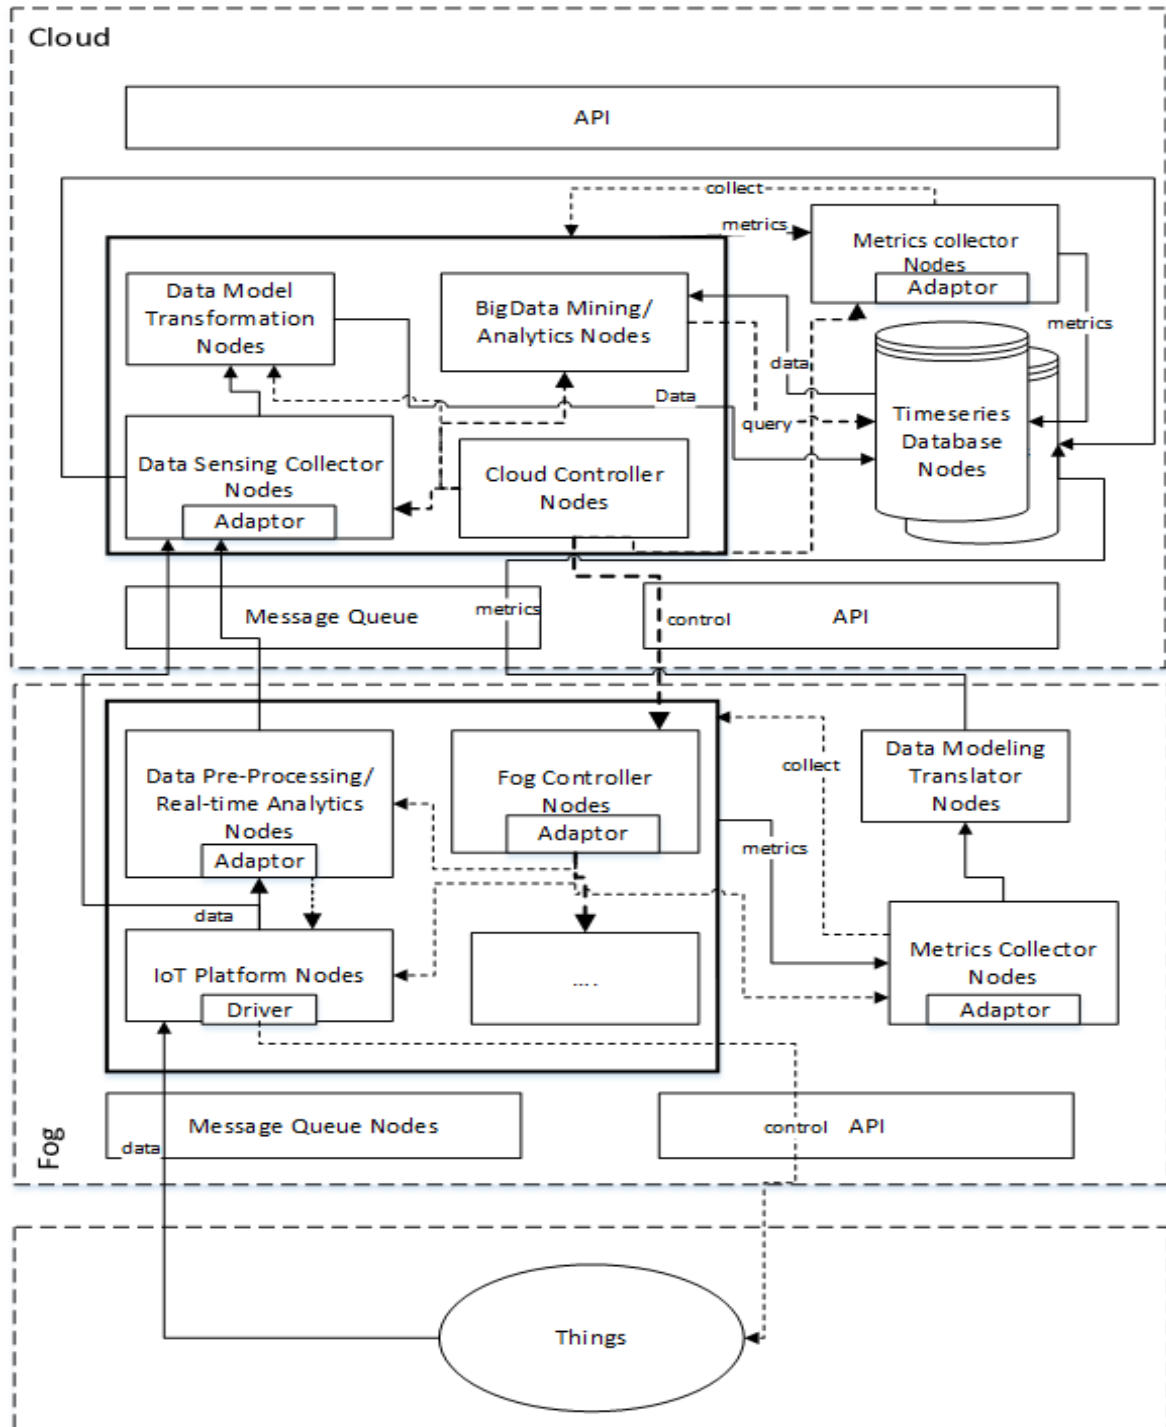 Cloud
API
collect
metrics
Metrics collector
Nodes
Adaptor
Data Model
Transformation
Nodes
BigData Mining/
Analytics Nodes
metrics
data
Data
query
Timeseries
Database
Nodes
Data Sensing Collector
Nodes
Adaptor
Cloud Controller
Nodes
Message Queue
metrics
control
API
Data Pre-Processing/
Real-time Analytics
Nodes
Adaptor
Fog Controller
Nodes
Adaptor
collect
Data Modeling
Translator
Nodes
metrics
data
IoT Platform Nodes
Driver
....
Metrics Collector
Nodes
Adaptor
Fog
Message Queue Nodes
data
control
API
Things